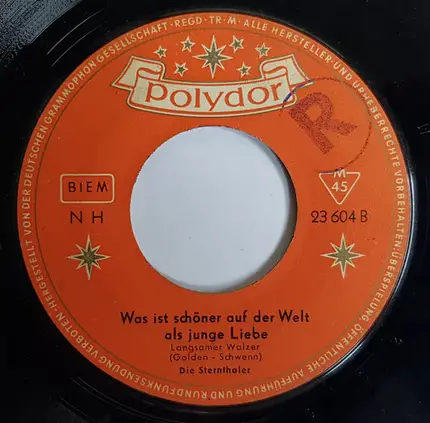 HERGESTELLT VON DER DEUTSCHEN GRAMMOPHON GESELLSCHAFT · REGD · TR · M · ALLE HERSTELLER- UND URHEBERRECHTE VORBEHALTEN: ÜBERSPIELUNG, ÖFFENTLICHE AUFFÜHRUNG UND RUNDFUNKSENDUNG VERBOTEN ·
polydor
R
BIEM
M
45
NH
23 604 B
Was ist schöner auf der Welt
als junge Liebe
Langsamer Walzer
(Golden - Schwenn)
Die Sternthaler